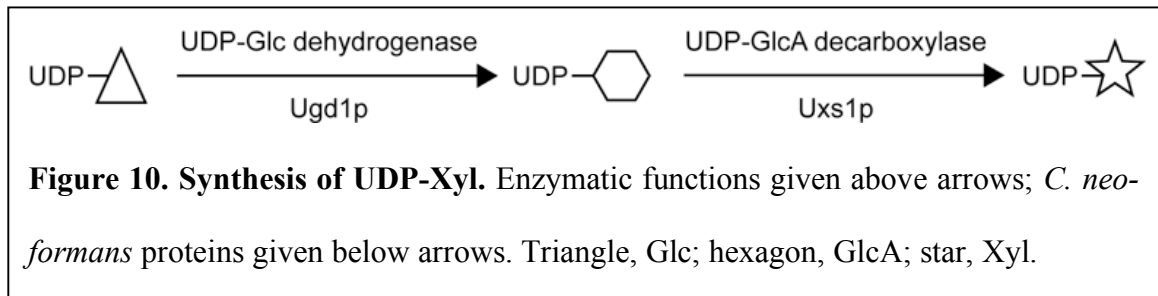 UDP-Glc dehydrogenase UDP-GlcA decarboxylase
UDP UDP UDP
Ugd1p Uxs1p
Figure 10. Synthesis of UDP-Xyl. Enzymatic functions given above arrows; C. neo-
formans proteins given below arrows. Triangle, Glc; hexagon, GlcA; star, Xyl.